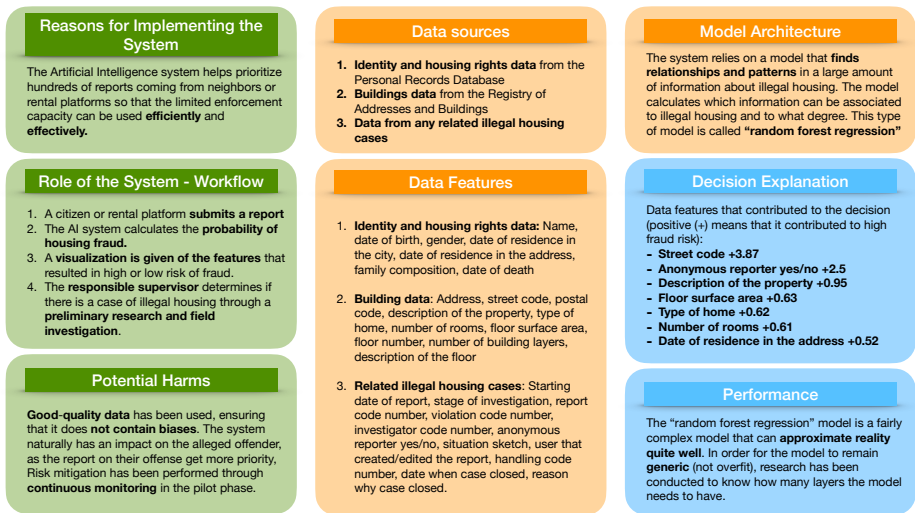 Reasons for Implementing the
System
The Artificial Intelligence system helps prioritize
hundreds of reports coming from neighbors or
rental platforms so that the limited enforcement
capacity can be used efficiently and
effectively.
Role of the System - Workflow
1. A citizen or rental platform submits a report
2. The AI system calculates the probability of
housing fraud.
3. A visualization is given of the features that
resulted in high or low risk of fraud.
4. The responsible supervisor determines if
there is a case of illegal housing through a
preliminary research and field
investigation.
Potential Harms
Good-quality data has been used, ensuring
that it does not contain biases. The system
naturally has an impact on the alleged offender,
as the report on their offense get more priority,
Risk mitigation has been performed through
continuous monitoring in the pilot phase.
Data sources
1. Identity and housing rights data from the
Personal Records Database
2. Buildings data from the Registry of
Addresses and Buildings
3. Data from any related illegal housing
cases
Data Features
1. Identity and housing rights data: Name,
date of birth, gender, date of residence in
the city, date of residence in the address,
family composition, date of death
2. Building data: Address, street code, postal
code, description of the property, type of
home, number of rooms, floor surface area,
floor number, number of building layers,
description of the floor
3. Related illegal housing cases: Starting
date of report, stage of investigation, report
code number, violation code number,
investigator code number, anonymous
reporter yes/no, situation sketch, user that
created/edited the report, handling code
number, date when case closed, reason
why case closed.
Model Architecture
The system relies on a model that finds
relationships and patterns in a large amount
of information about illegal housing. The model
calculates which information can be associated
to illegal housing and to what degree. This type
of model is called “random forest regression”
Decision Explanation
Data features that contributed to the decision
(positive (+) means that it contributed to high
fraud risk):
- Street code +3.87
- Anonymous reporter yes/no +2.5
- Description of the property +0.95
- Floor surface area +0.63
- Type of home +0.62
- Number of rooms +0.61
- Date of residence in the address +0.52
Performance
The “random forest regression” model is a fairly
complex model that can approximate reality
quite well. In order for the model to remain
generic (not overfit), research has been
conducted to know how many layers the model
needs to have.